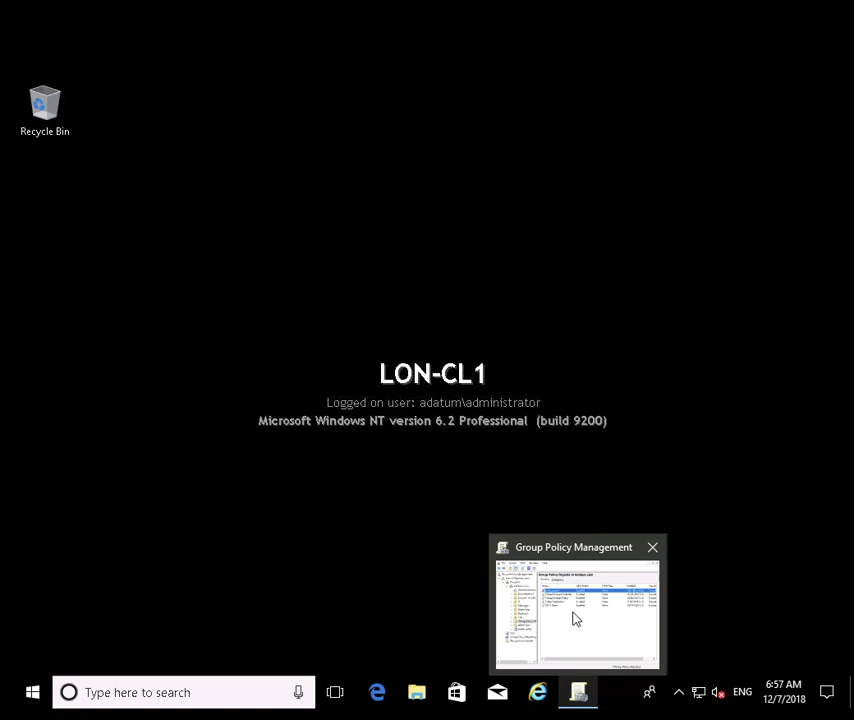 Recycle Bin
LON-CL1
Logged on user: adatum\administrator
Microsoft Windows NT version 6.2 Professional (build 9200)
Group Policy Management
Type here to search
ENG
6:57 AM
12/7/2018